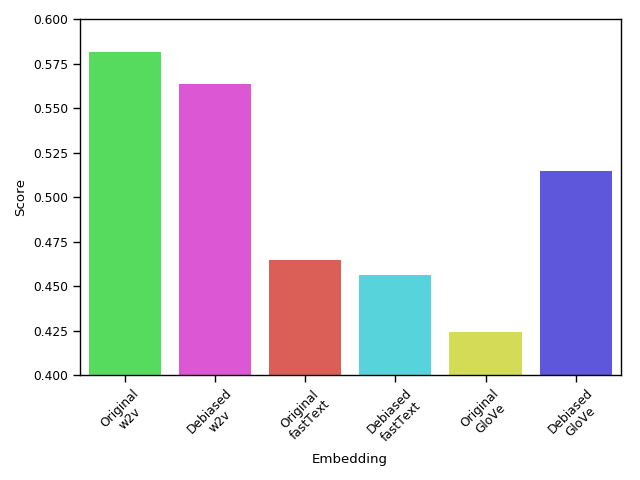 0.600
0.575
0.550
0.525
0.500
0.475
0.450
0.425
0.400
Score
Original
w2v
Debiased
w2v
Original
fastText
Debiased
fastText
Original
GloVe
Debiased
GloVe
Embedding